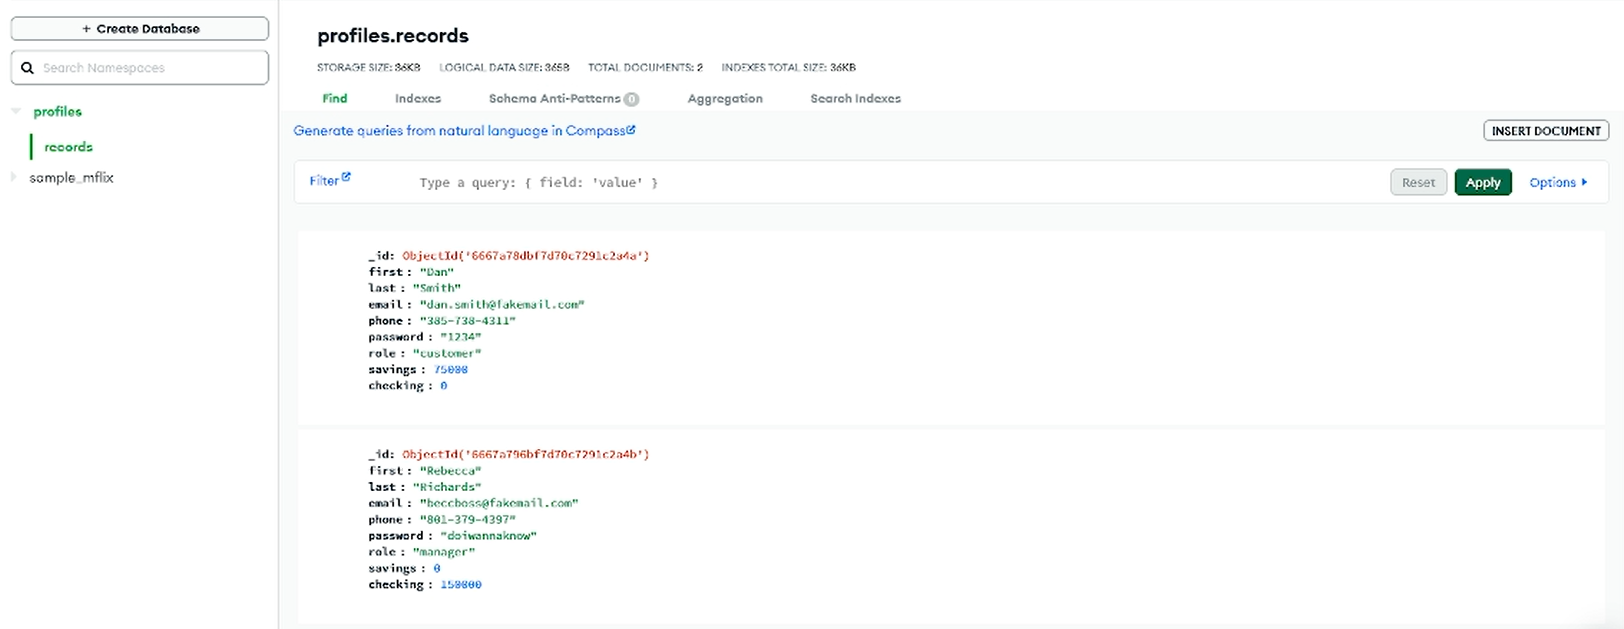 + Create Database
Search Namespaces
profiles
records
sample_mflix
profiles.records
STORAGE SIZE: 36KB LOGICAL DATA SIZE: 365B TOTAL DOCUMENTS: 2 INDEXES TOTAL SIZE: 36KB
Find Indexes Schema Anti-Patterns 0 Aggregation Search Indexes
Generate queries from natural language in Compass
INSERT DOCUMENT
Filter Type a query: { field: 'value' } Reset Apply Options
_id: ObjectId('6667a78dbf7d70c7291c2a4a')
first: "Dan"
last: "Smith"
email: "dan.smith@fakemail.com"
phone: "385-738-4311"
password: "1234"
role: "customer"
savings: 75000
checking: 0
_id: ObjectId('6667a796bf7d70c7291c2a4b')
first: "Rebecca"
last: "Richards"
email: "beccboss@fakemail.com"
phone: "801-379-4397"
password: "doiwannaknow"
role: "manager"
savings: 0
checking: 150000